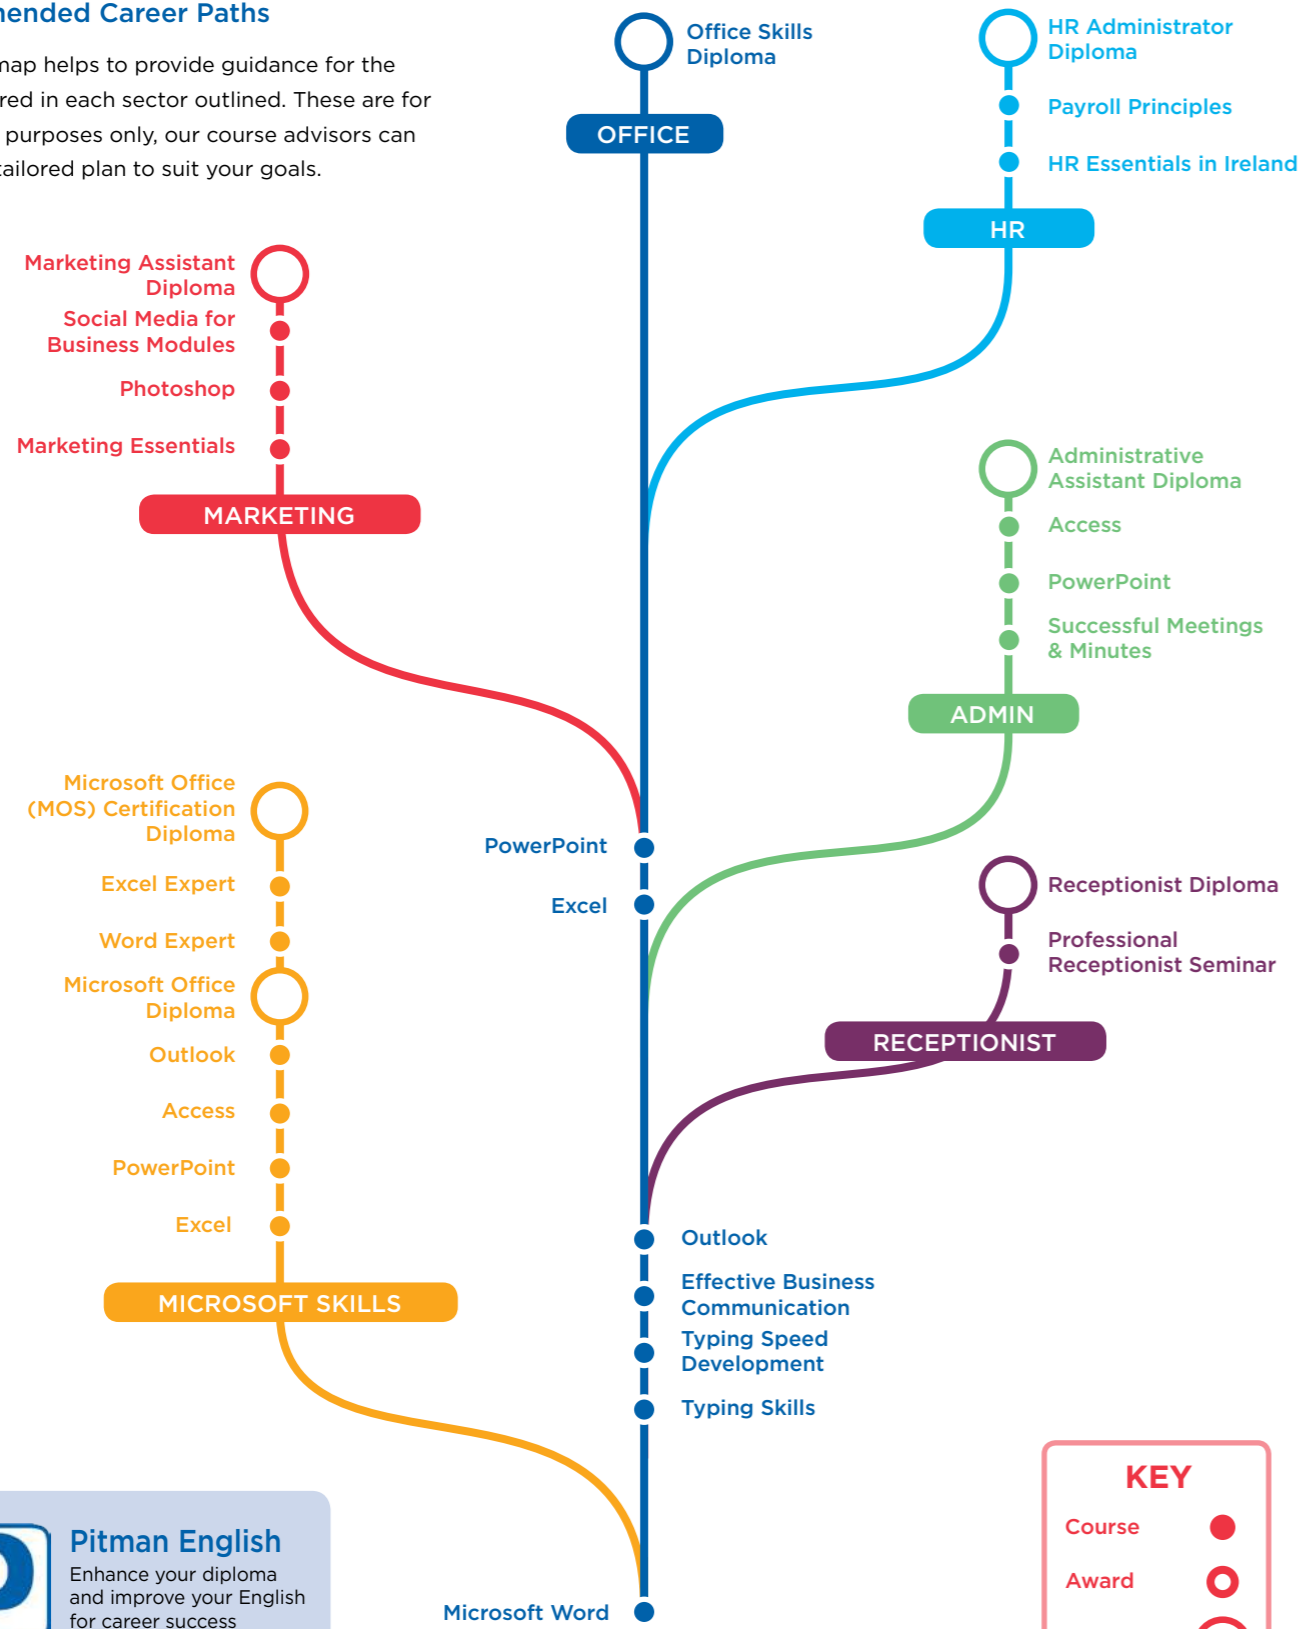 ended Career Paths
map helps to provide guidance for the
red in each sector outlined. These are for
purposes only, our course advisors can
tailored plan to suit your goals.
Office Skills
Diploma
OFFICE
HR Administrator
Diploma
Payroll Principles
HR Essentials in Ireland
HR
Marketing Assistant
Diploma
Social Media for
Business Modules
Photoshop
Marketing Essentials
MARKETING
Administrative
Assistant Diploma
Access
PowerPoint
Successful Meetings
& Minutes
ADMIN
Microsoft Office
(MOS) Certification
Diploma
Excel Expert
Word Expert
Microsoft Office
Diploma
Outlook
Access
PowerPoint
Excel
MICROSOFT SKILLS
PowerPoint
Excel
Receptionist Diploma
Professional
Receptionist Seminar
RECEPTIONIST
Outlook
Effective Business
Communication
Typing Speed
Development
Typing Skills
Microsoft Word
Pitman English
Enhance your diploma
and improve your English
for career success
KEY
Course
Award